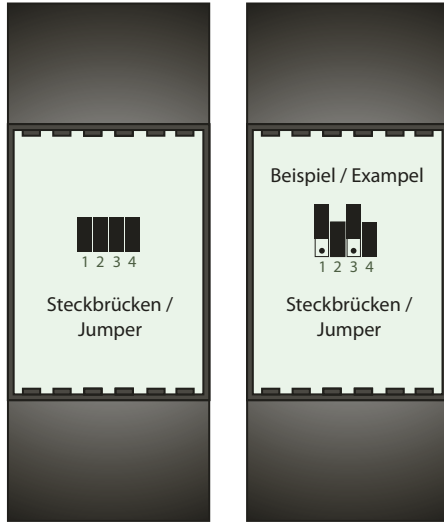 1 2 3 4
Steckbrücken /
Jumper
Beispiel / Exampel
1 2 3 4
Steckbrücken /
Jumper